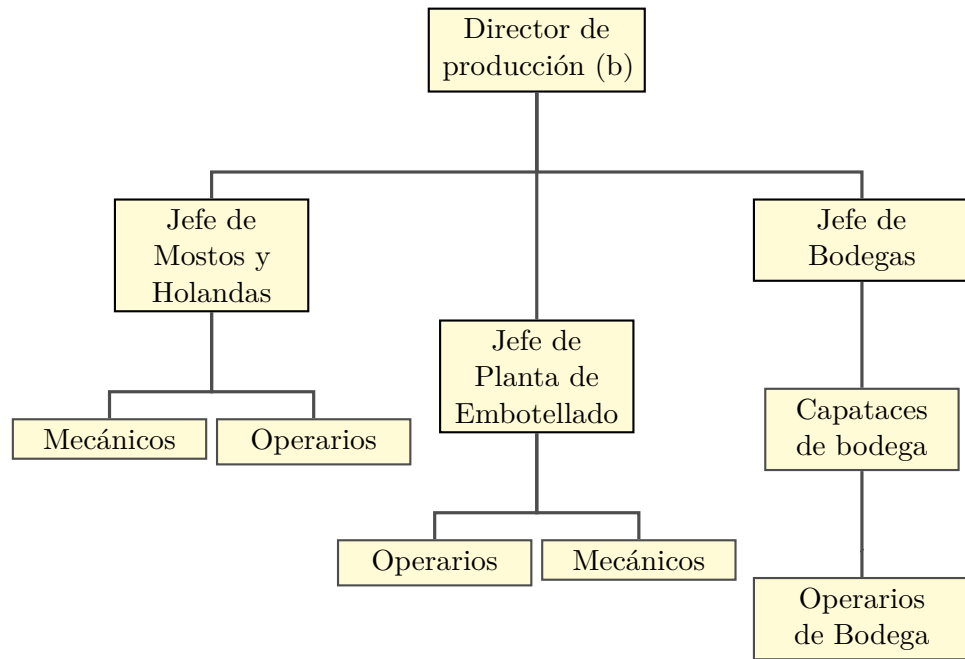 Director de
producción (b)
Jefe de
Mostos y
Holandas
Jefe de
Bodegas
Jefe de
Planta de
Embotellado
Mecánicos
Operarios
Capataces
de bodega
Operarios
Mecánicos
Operarios
de Bodega